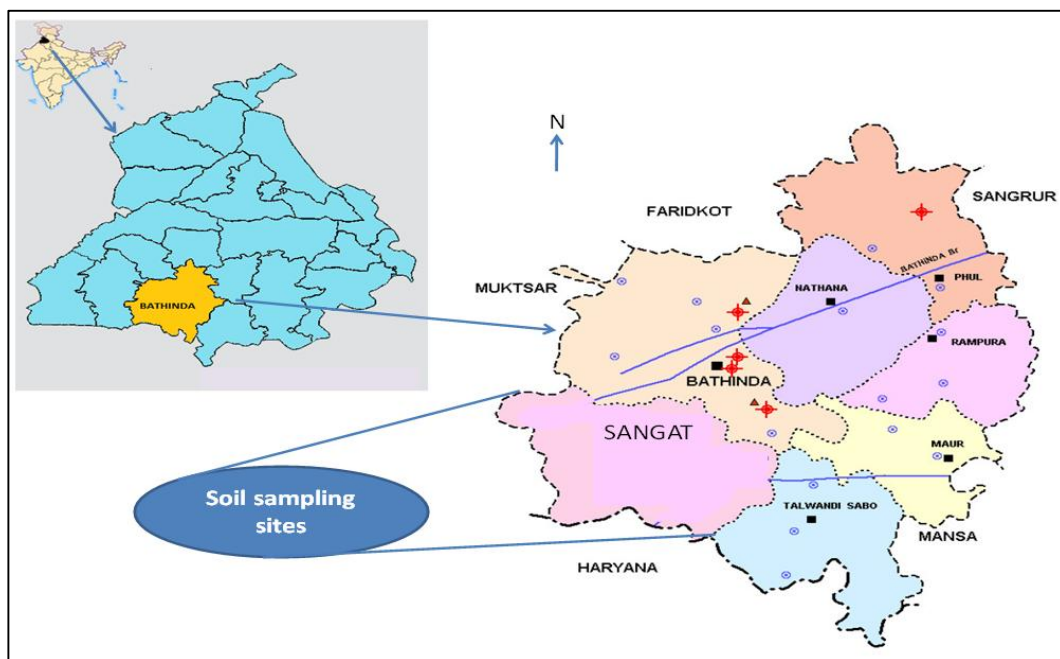 N
SANGRUR
FARIDKOT
BATHINDA Br
PHUL
MUKTSAR
NATHANA
BATHINDA
RAMPURA
BATHINDA
SANGAT
MAUR
Soil sampling
sites
TALWANDI SABO
MANSA
HARYANA